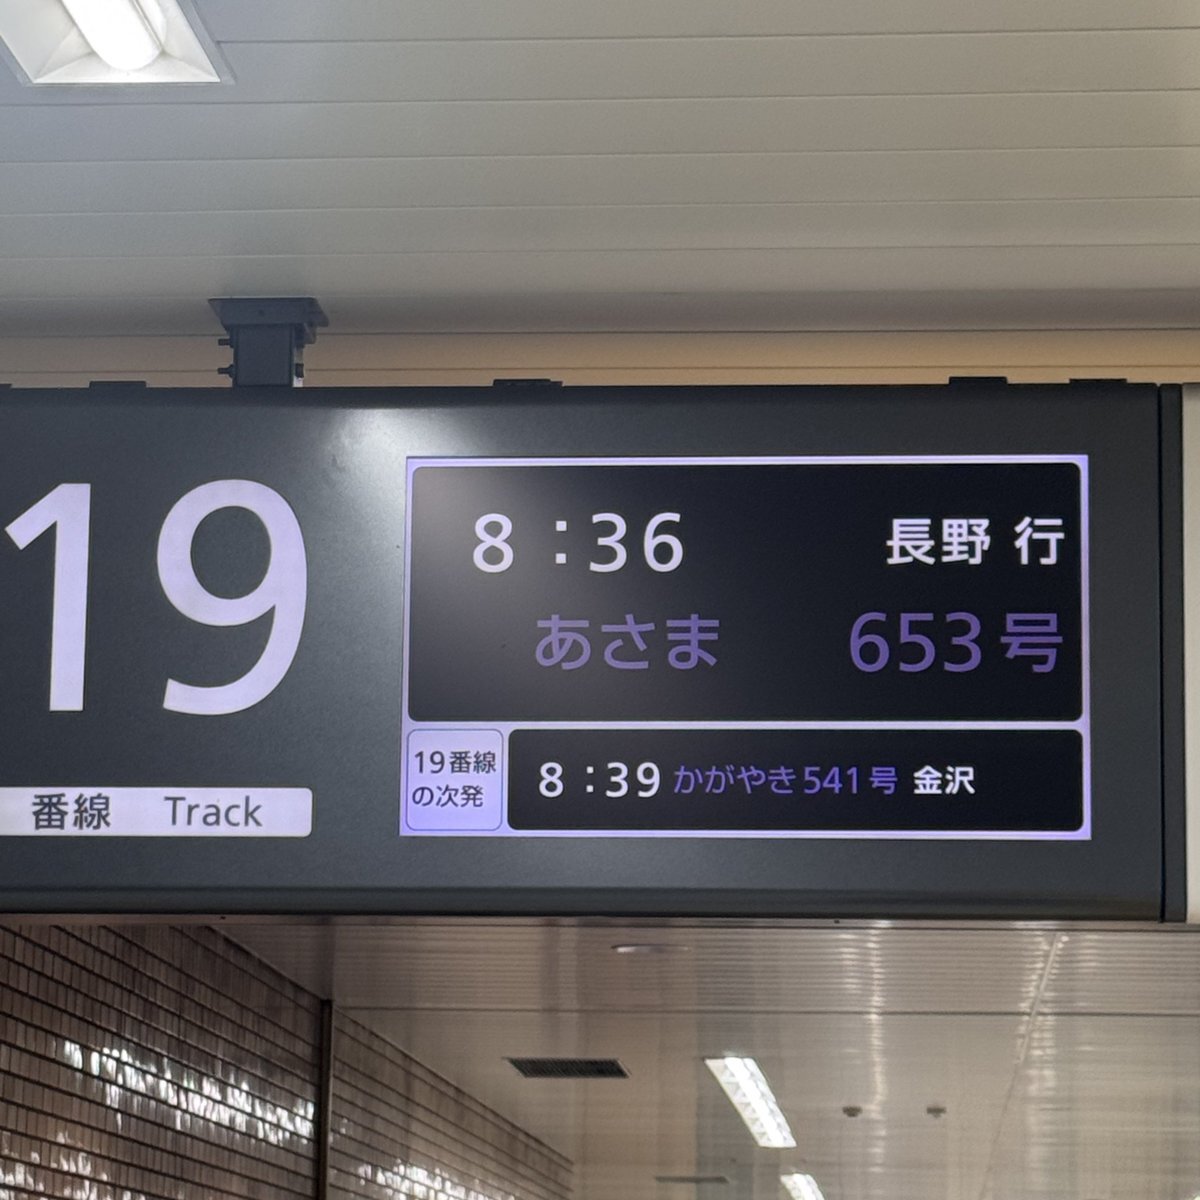 19
番線 Track
8:36 長野 行
あさま 653号
19番線
の次発
8:39 かがやき 541号 金沢